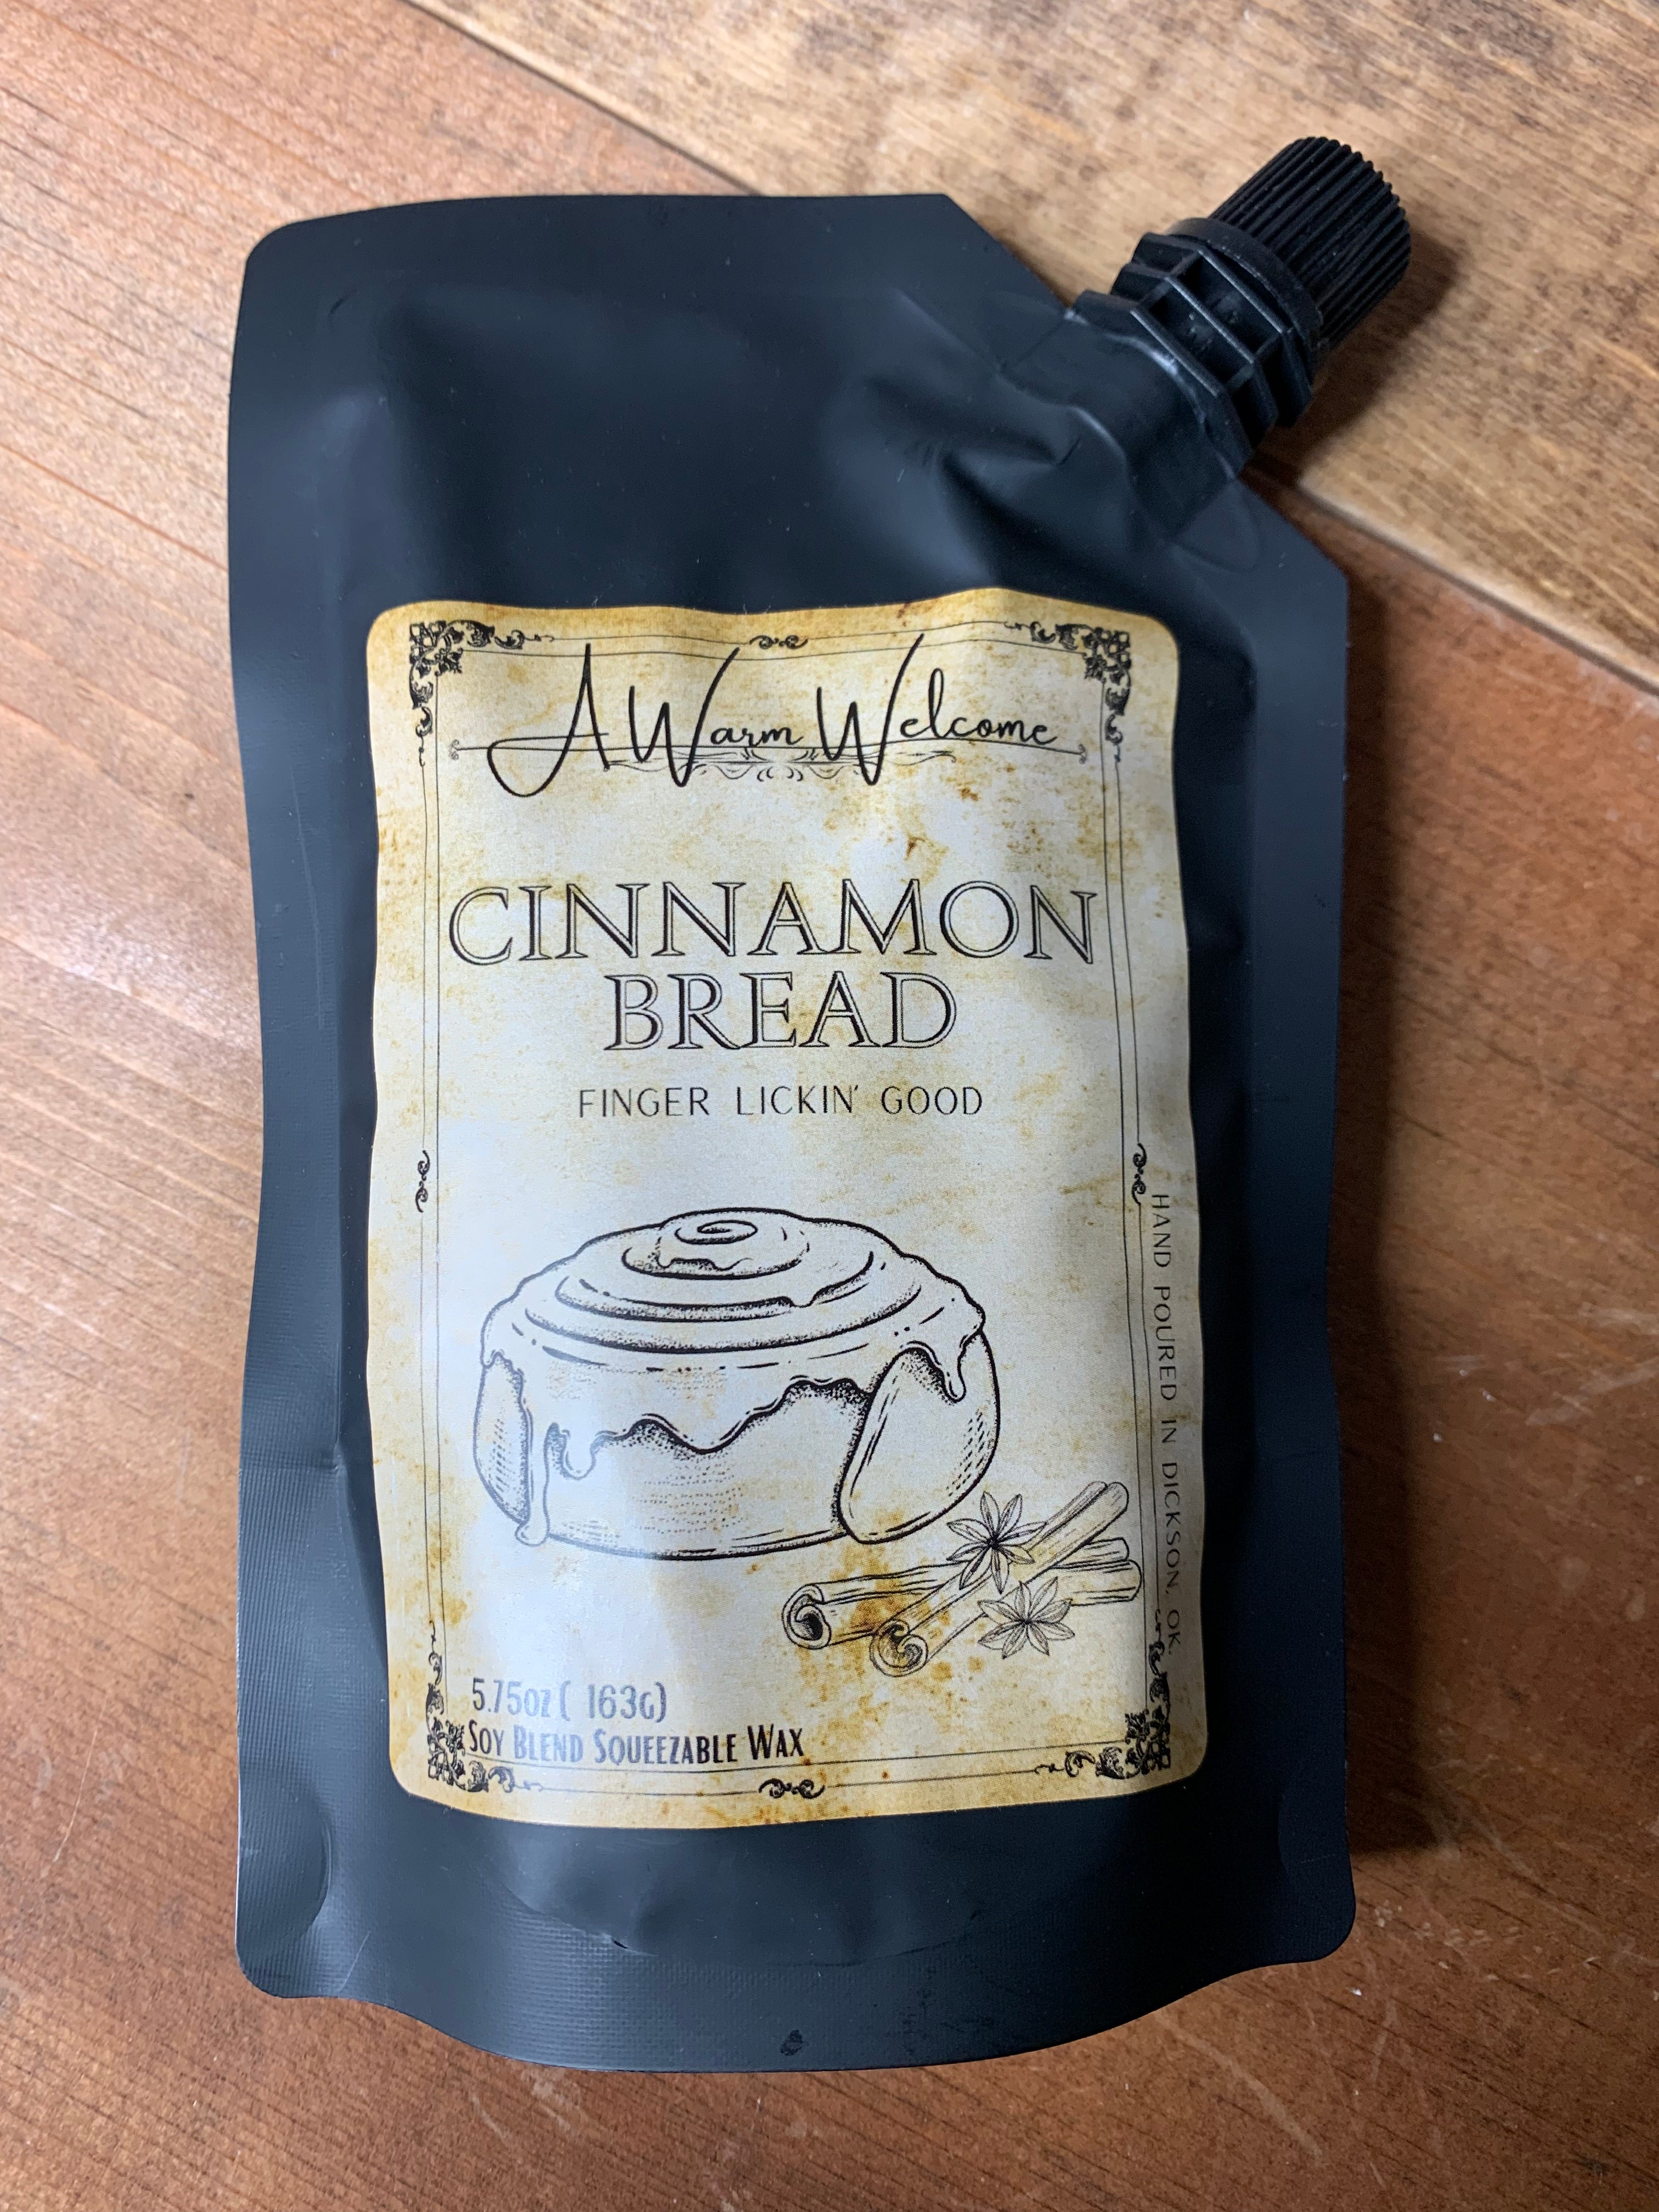 A Warm Welcome
CINNAMON
BREAD
FINGER LICKIN' GOOD
HAND POURED IN DICKSON, OK.
5.75oz ( 163g)
Soy Blend Squeezable Wax